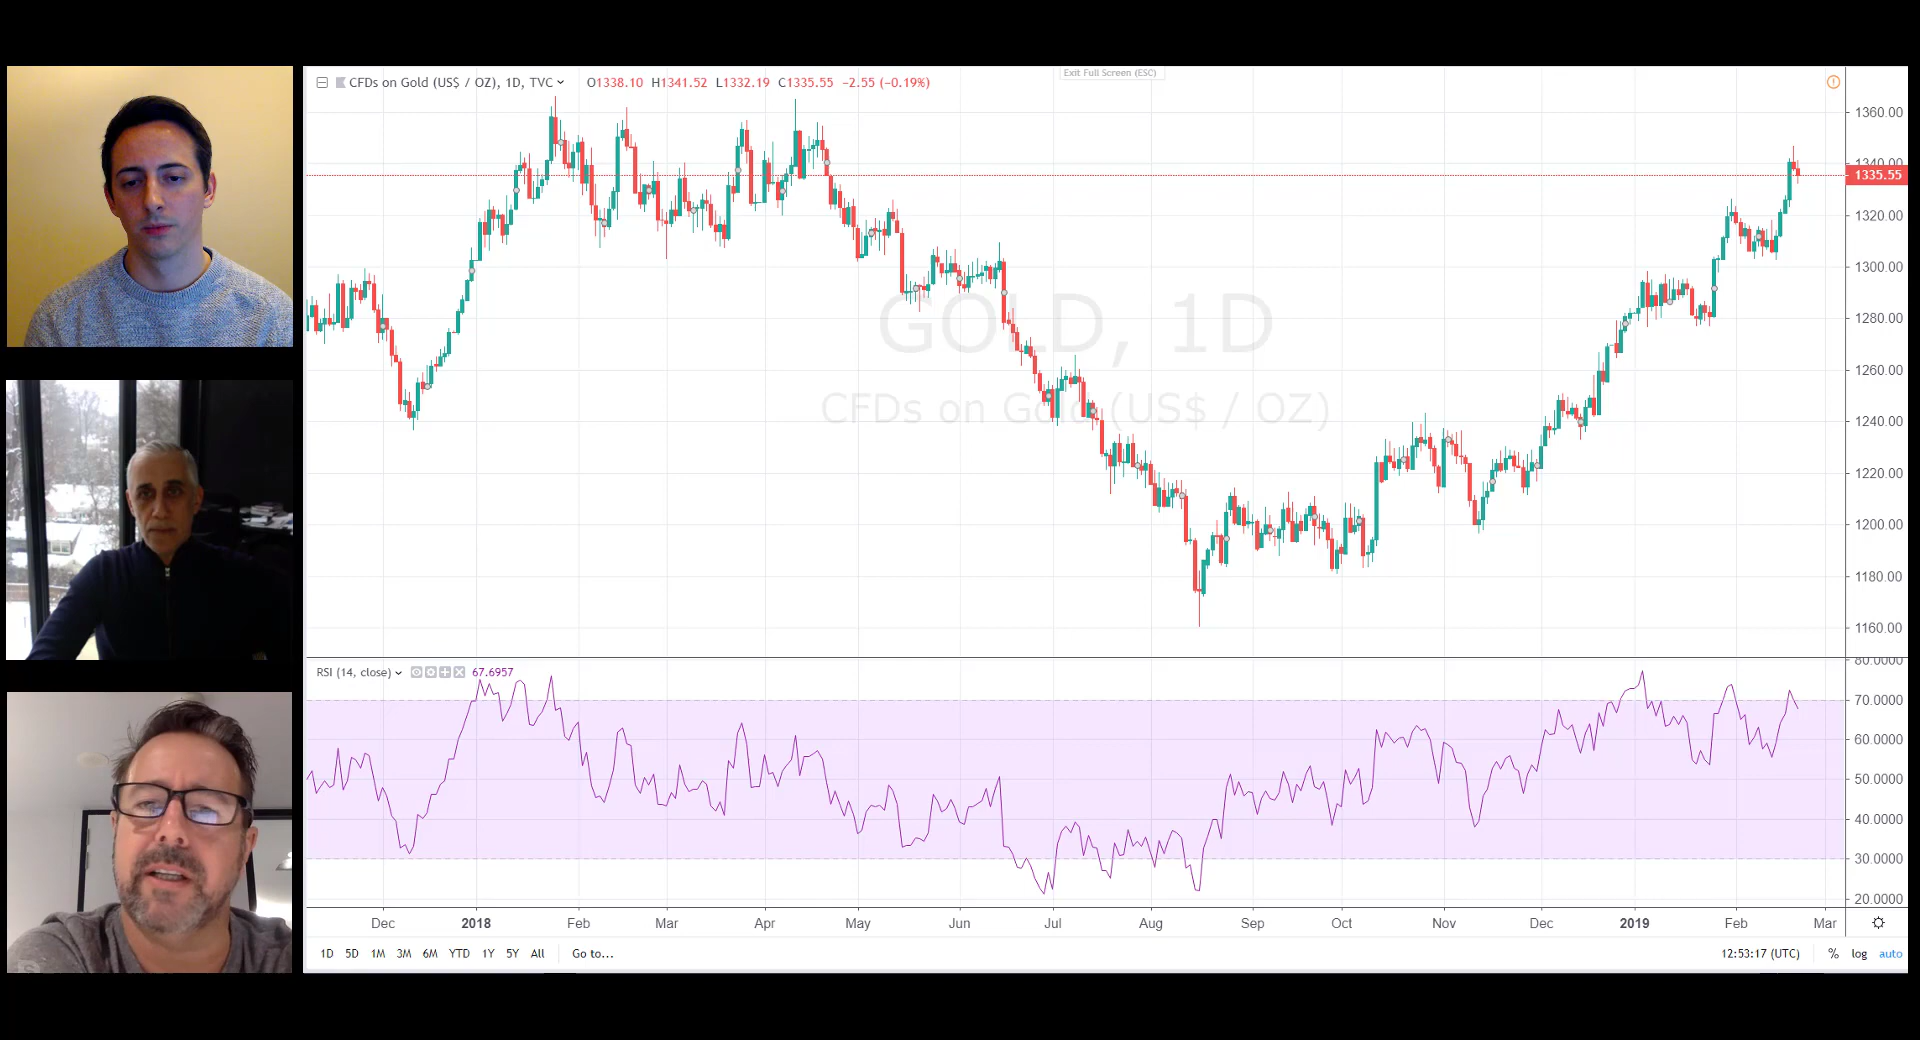 Exit Full Screen (ESC)
CFDs on Gold (US$ / OZ), 1D, TVC O1338.10 H1341.52 L1332.19 C1335.55 −2.55 (−0.19%)
1360.00
1340.00
1335.55
1320.00
1300.00
1280.00
1260.00
1240.00
1220.00
1200.00
1180.00
1160.00
GOLD, 1D
CFDs on Gold (US$ / OZ)
RSI (14, close) 67.6957
80.0000
70.0000
60.0000
50.0000
40.0000
30.0000
20.0000
Dec 2018 Feb Mar Apr May Jun Jul Aug Sep Oct Nov Dec 2019 Feb Mar
1D 5D 1M 3M 6M YTD 1Y 5Y All Go to... 12:53:17 (UTC) % log auto